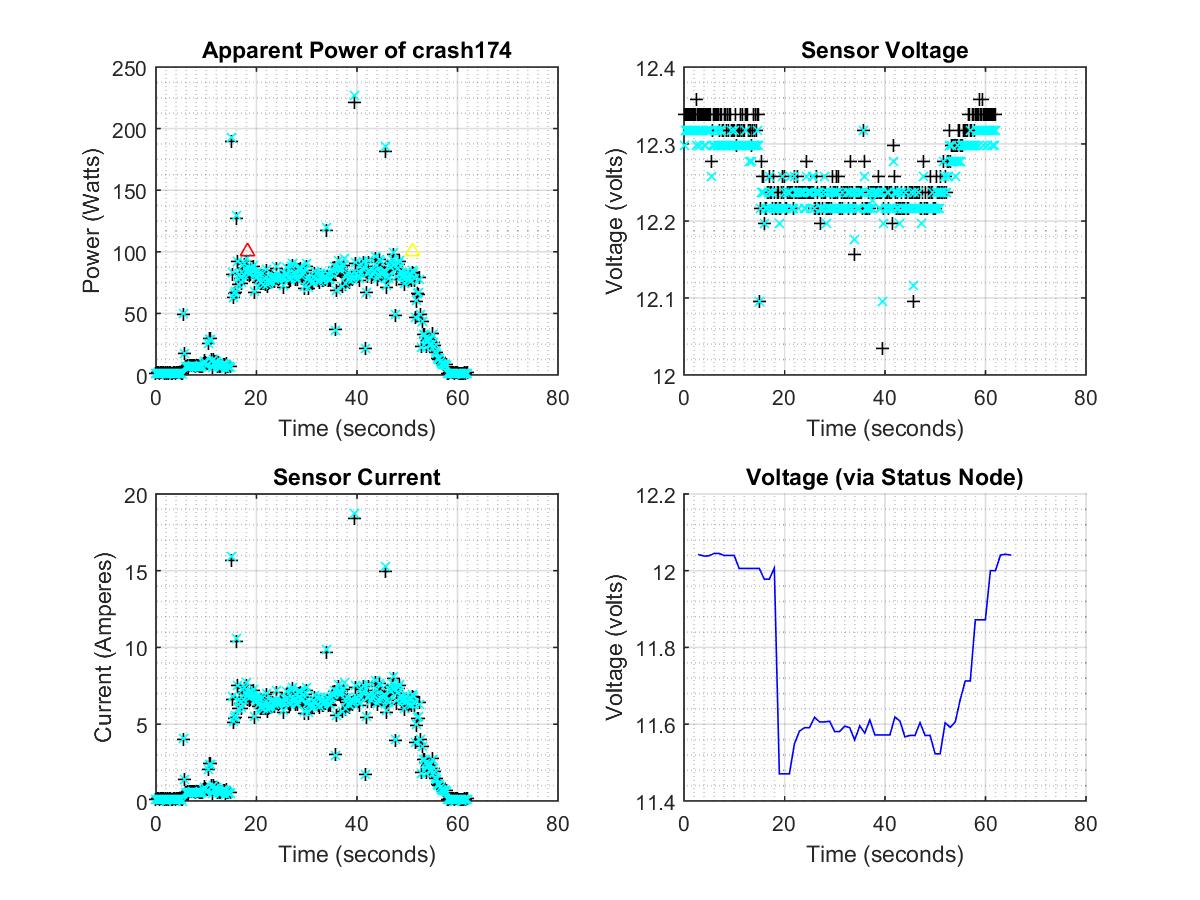 Apparent Power of crash174
250
200
150
100
50
0
Power (Watts)
0 20 40 60 80
Time (seconds)
Sensor Voltage
12.4
12.3
12.2
12.1
12
Voltage (volts)
0 20 40 60 80
Time (seconds)
Sensor Current
20
15
10
5
0
Current (Amperes)
0 20 40 60 80
Time (seconds)
Voltage (via Status Node)
12.2
12
11.8
11.6
11.4
Voltage (volts)
0 20 40 60 80
Time (seconds)